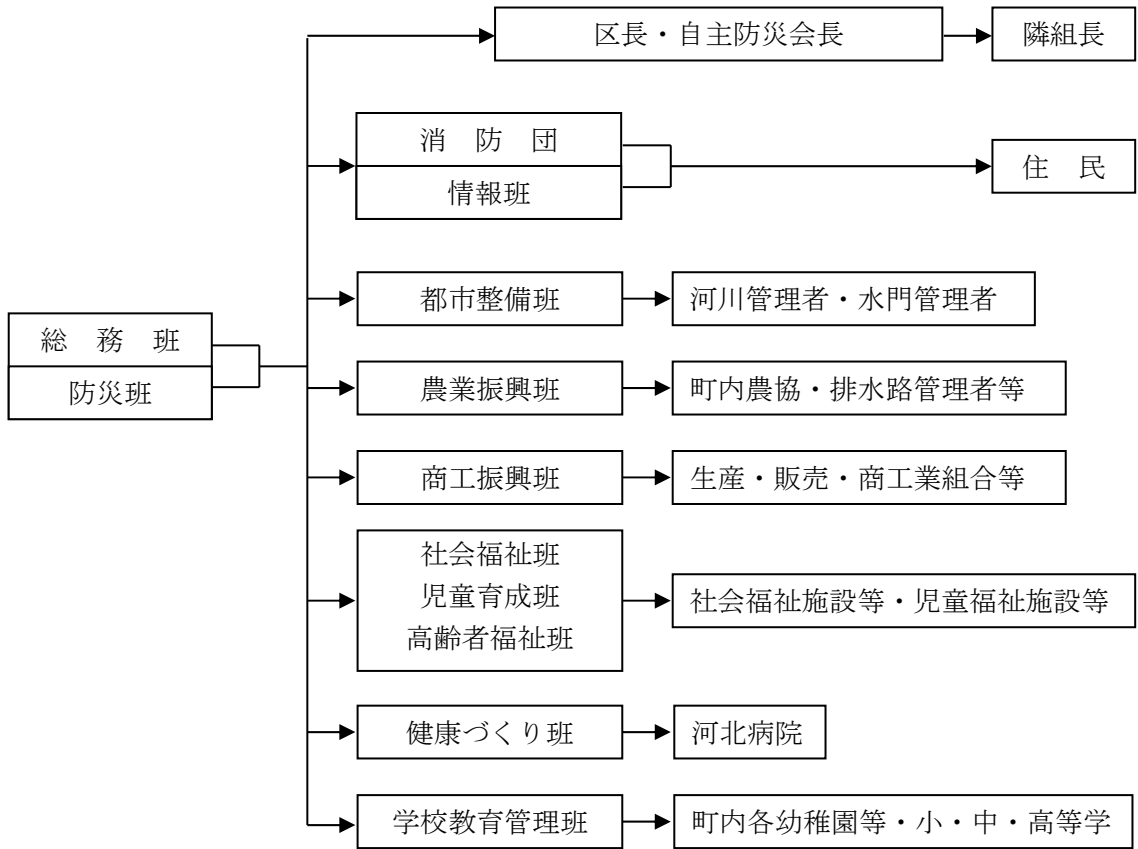 区長・自主防災会長
隣組長
消　防　団
情報班
住　民
都市整備班
河川管理者・水門管理者
総　務　班
防災班
農業振興班
町内農協・排水路管理者等
商工振興班
生産・販売・商工業組合等
社会福祉班
児童育成班
高齢者福祉班
社会福祉施設等・児童福祉施設等
健康づくり班
河北病院
学校教育管理班
町内各幼稚園等・小・中・高等学